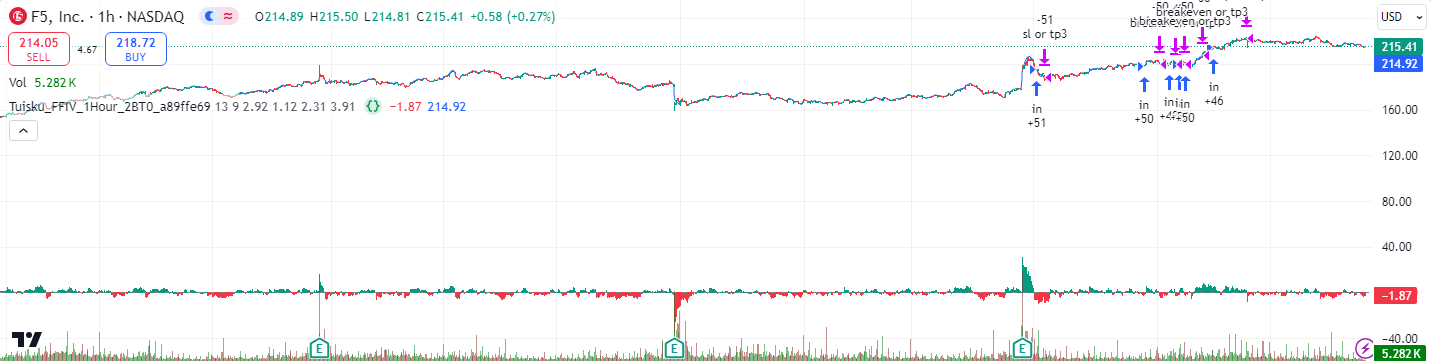 F5, Inc. · 1h · NASDAQ O214.89 H215.50 L214.81 C215.41 +0.58 (+0.27%)
214.05 SELL
4.67
218.72 BUY
Vol 5.282 K
Tuisko_FFIV_1Hour_2BT0_a89ffe69 13 9 2.92 1.12 2.31 3.91 {} −1.87 214.92
-51
sl or tp3
in
+51
-50
breakeven or tp3
breakeven or tp3
in
+50
in
in
+50
in
+46
USD
215.41
214.92
160.00
120.00
80.00
40.00
−1.87
−40.00
5.282 K
E
E
E